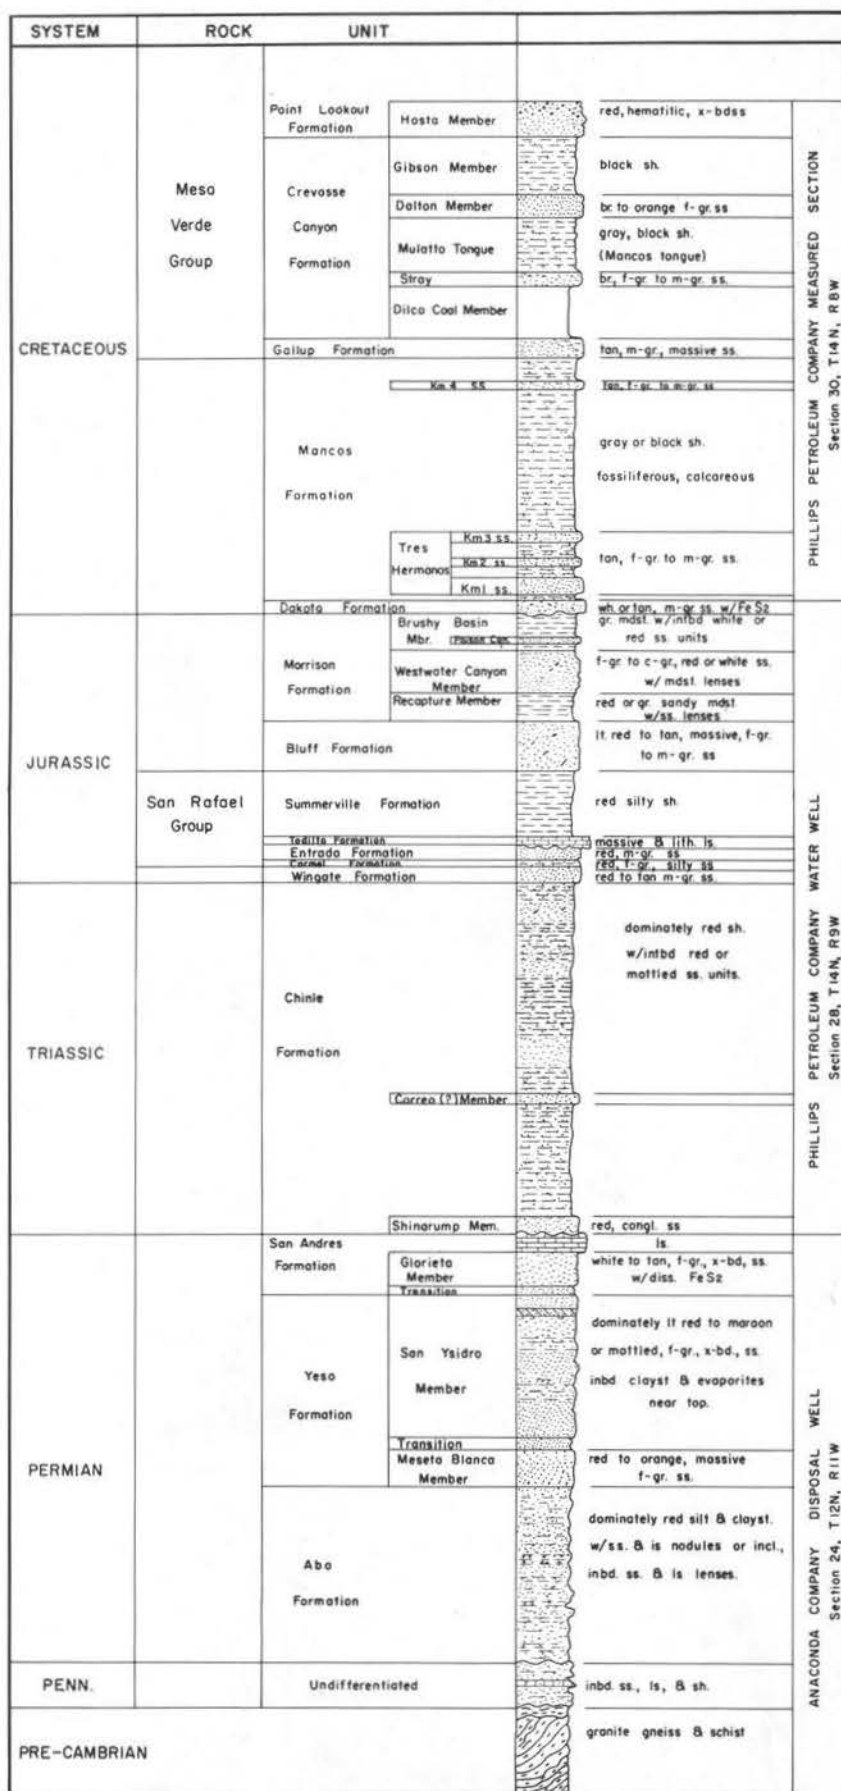 SYSTEM ROCK UNIT
Point Lookout
Formation
Hosta Member
red, hematitic, x-bdss
Gibson Member
black sh.
Mesa
Verde
Group
Crevasse
Canyon
Formation
Dalton Member
br. to orange f-gr. ss
Mulatto Tongue
gray, black sh.
(Mancos tongue)
Stray
br., f-gr. to m-gr. ss.
Dilco Coal Member
CRETACEOUS
Gallup Formation
tan, m-gr., massive ss.
Km 4 SS
tan, f-gr. to m-gr. ss
Mancos
Formation
gray or black sh.
fossiliferous, calcareous
Tres
Hermanos
Km3 ss.
Km2 ss.
Km1 ss.
tan, f-gr. to m-gr. ss.
Dakota Formation
wh. or tan, m-gr. ss. w/FeS2
JURASSIC
Morrison
Formation
Brushy Basin
Mbr. Poison Can.
gr. mdst. w/intbd white or
red ss. units
Westwater Canyon
Member
f-gr. to c-gr., red or white ss.
w/ mdst. lenses
Recapture Member
red or gr. sandy mdst.
w/ss. lenses
Bluff Formation
lt. red to tan, massive, f-gr.
to m-gr. ss
San Rafael
Group
Summerville Formation
red silty sh.
Todilto Formation
massive & lith. ls.
Entrada Formation
red, m-gr. ss
Carmel Formation
red, f-gr., silty ss
Wingate Formation
red to tan m-gr. ss.
TRIASSIC
Chinle
Formation
dominately red sh.
w/intbd red or
mottled ss. units.
Correo (?) Member
Shinarump Mem.
red, congl. ss
PERMIAN
San Andres
Formation
ls.
Glorieta
Member
white to tan, f-gr., x-bd, ss.
w/diss. FeS2
Transition
Yeso
Formation
San Ysidro
Member
dominately lt red to maroon
or mottled, f-gr., x-bd., ss.
inbd clayst & evaporites
near top.
Transition
Meseta Blanca
Member
red to orange, massive
f-gr. ss.
Abo
Formation
dominately red silt & clayst.
w/ss. & is nodules or incl.,
inbd. ss. & ls lenses.
PENN.
Undifferentiated
inbd. ss., ls, & sh.
PRE-CAMBRIAN
granite gneiss & schist
PHILLIPS PETROLEUM COMPANY MEASURED SECTION
Section 30, T14N, R8W
PHILLIPS PETROLEUM COMPANY WATER WELL
Section 28, T14N, R9W
ANACONDA COMPANY DISPOSAL WELL
Section 24, T12N, R11W